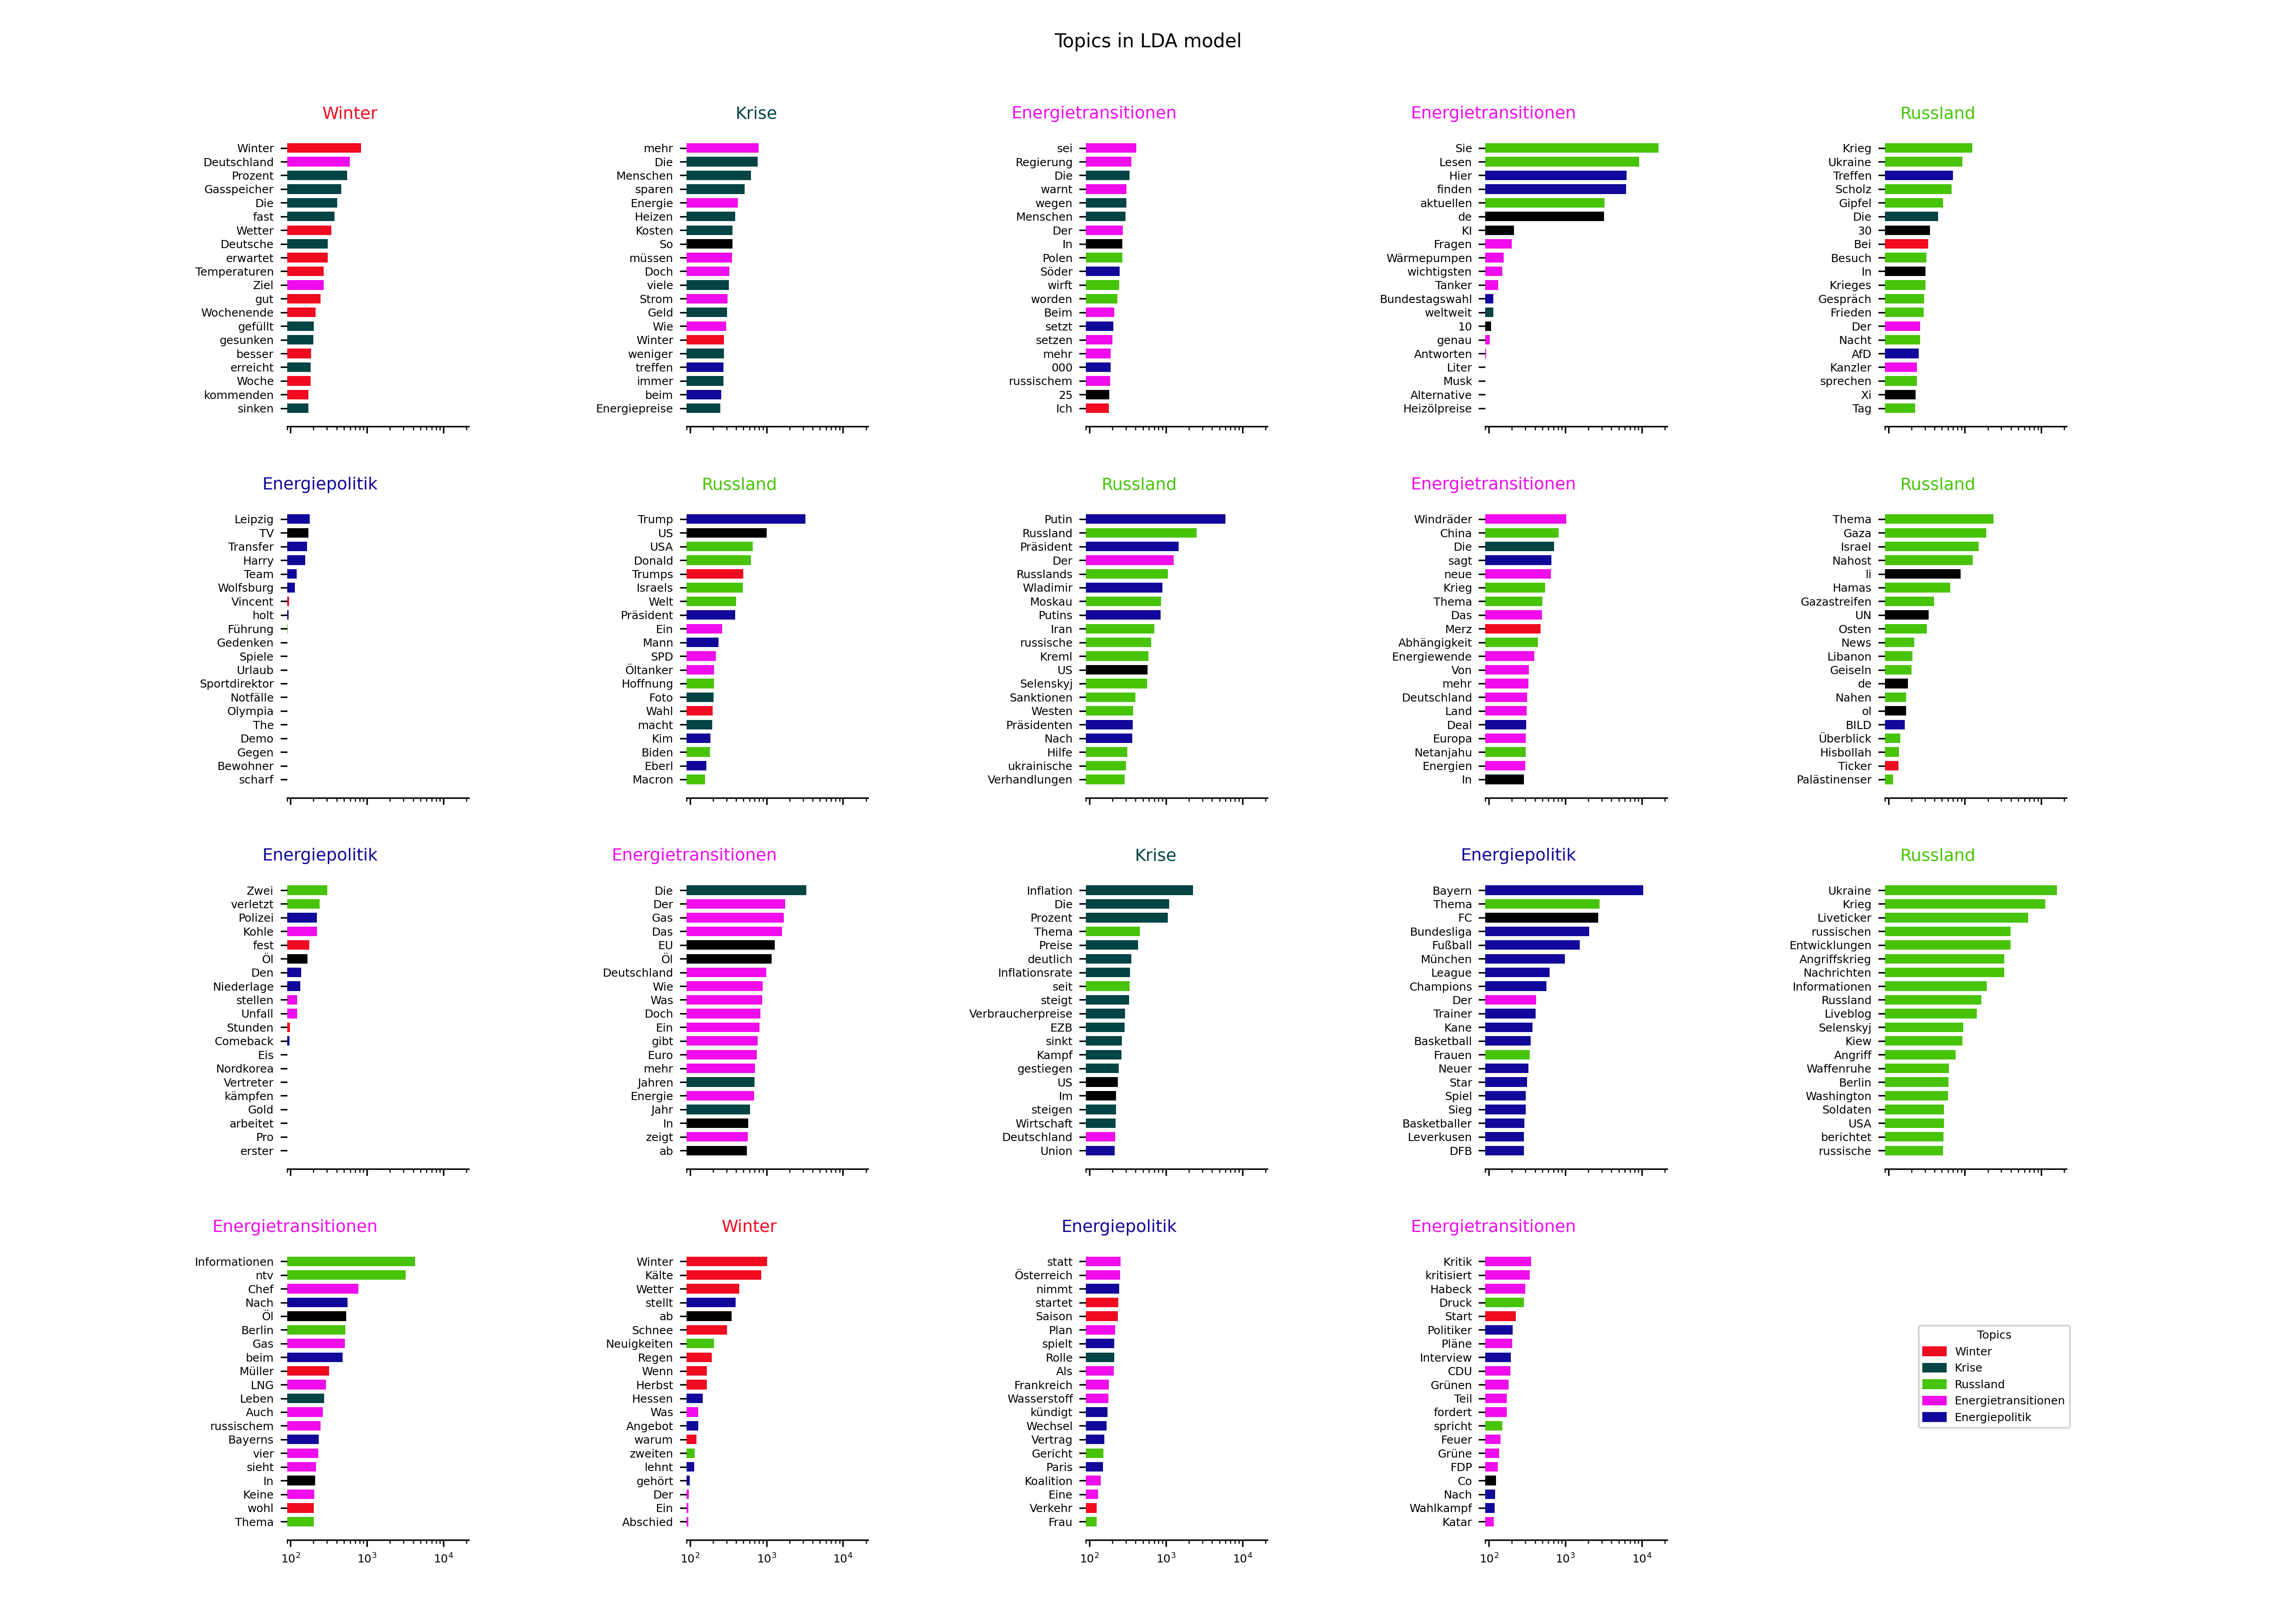 Topics in LDA model
Winter
Winter
Deutschland
Prozent
Gasspeicher
Die
fast
Wetter
Deutsche
erwartet
Temperaturen
Ziel
gut
Wochenende
gefüllt
gesunken
besser
erreicht
Woche
kommenden
sinken
Krise
mehr
Die
Menschen
sparen
Energie
Heizen
Kosten
So
müssen
Doch
viele
Strom
Geld
Wie
Winter
weniger
treffen
immer
beim
Energiepreise
Energietransitionen
sei
Regierung
Die
warnt
wegen
Menschen
Der
In
Polen
Söder
wirft
worden
Beim
setzt
setzen
mehr
000
russischem
25
Ich
Energietransitionen
Sie
Lesen
Hier
finden
aktuellen
de
KI
Fragen
Wärmepumpen
wichtigsten
Tanker
Bundestagswahl
weltweit
10
genau
Antworten
Liter
Musk
Alternative
Heizölpreise
Russland
Krieg
Ukraine
Treffen
Scholz
Gipfel
Die
30
Bei
Besuch
In
Krieges
Gespräch
Frieden
Der
Nacht
AfD
Kanzler
sprechen
Xi
Tag
Energiepolitik
Leipzig
TV
Transfer
Harry
Team
Wolfsburg
Vincent
holt
Führung
Gedenken
Spiele
Urlaub
Sportdirektor
Notfälle
Olympia
The
Demo
Gegen
Bewohner
scharf
Russland
Trump
US
USA
Donald
Trumps
Israels
Welt
Präsident
Ein
Mann
SPD
Öltanker
Hoffnung
Foto
Wahl
macht
Kim
Biden
Eberl
Macron
Russland
Putin
Russland
Präsident
Der
Russlands
Wladimir
Moskau
Putins
Iran
russische
Kreml
US
Selenskyj
Sanktionen
Westen
Präsidenten
Nach
Hilfe
ukrainische
Verhandlungen
Energietransitionen
Windräder
China
Die
sagt
neue
Krieg
Thema
Das
Merz
Abhängigkeit
Energiewende
Von
mehr
Deutschland
Land
Deal
Europa
Netanjahu
Energien
In
Russland
Thema
Gaza
Israel
Nahost
li
Hamas
Gazastreifen
UN
Osten
News
Libanon
Geiseln
de
Nahen
ol
BILD
Überblick
Hisbollah
Ticker
Palästinenser
Energiepolitik
Zwei
verletzt
Polizei
Kohle
fest
Öl
Den
Niederlage
stellen
Unfall
Stunden
Comeback
Eis
Nordkorea
Vertreter
kämpfen
Gold
arbeitet
Pro
erster
Energietransitionen
Die
Der
Gas
Das
EU
Öl
Deutschland
Wie
Was
Doch
Ein
gibt
Euro
mehr
Jahren
Energie
Jahr
In
zeigt
ab
Krise
Inflation
Die
Prozent
Thema
Preise
deutlich
Inflationsrate
seit
steigt
Verbraucherpreise
EZB
sinkt
Kampf
gestiegen
US
Im
steigen
Wirtschaft
Deutschland
Union
Energiepolitik
Bayern
Thema
FC
Bundesliga
Fußball
München
League
Champions
Der
Trainer
Kane
Basketball
Frauen
Neuer
Star
Spiel
Sieg
Basketballer
Leverkusen
DFB
Russland
Ukraine
Krieg
Liveticker
russischen
Entwicklungen
Angriffskrieg
Nachrichten
Informationen
Russland
Liveblog
Selenskyj
Kiew
Angriff
Waffenruhe
Berlin
Washington
Soldaten
USA
berichtet
russische
Energietransitionen
Informationen
ntv
Chef
Nach
Öl
Berlin
Gas
beim
Müller
LNG
Leben
Auch
russischem
Bayerns
vier
sieht
In
Keine
wohl
Thema
10² 10³ 10⁴
Winter
Winter
Kälte
Wetter
stellt
ab
Schnee
Neuigkeiten
Regen
Wenn
Herbst
Hessen
Was
Angebot
warum
zweiten
lehnt
gehört
Der
Ein
Abschied
10² 10³ 10⁴
Energiepolitik
statt
Österreich
nimmt
startet
Saison
Plan
spielt
Rolle
Als
Frankreich
Wasserstoff
kündigt
Wechsel
Vertrag
Gericht
Paris
Koalition
Eine
Verkehr
Frau
10² 10³ 10⁴
Energietransitionen
Kritik
kritisiert
Habeck
Druck
Start
Politiker
Pläne
Interview
CDU
Grünen
Teil
fordert
spricht
Feuer
Grüne
FDP
Co
Nach
Wahlkampf
Katar
10² 10³ 10⁴
Topics
Winter
Krise
Russland
Energietransitionen
Energiepolitik